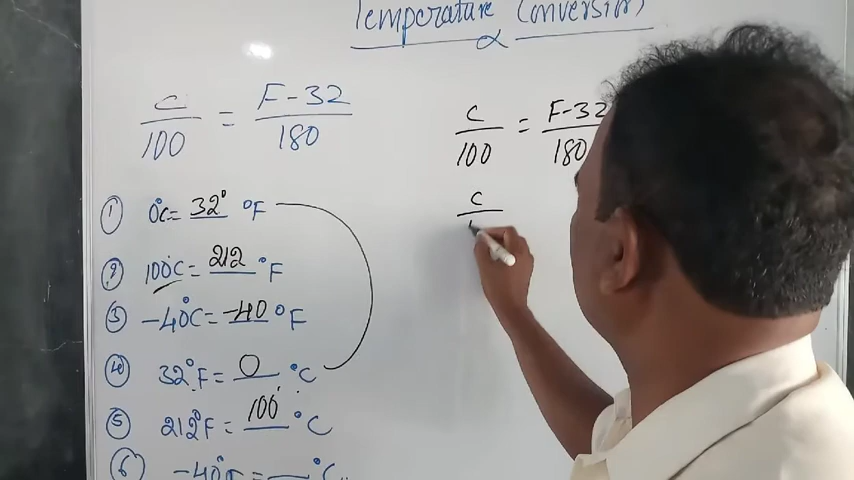 Temperature Conversion
C/100 = F-32/180
① 0°C = 32° °F
② 100°C = 212 °F
③ -40°C = -40 °F
④ 32°F = 0 °C
⑤ 212°F = 100° °C
⑥ -40°F = __ °C
C/100 = F-32/180
C